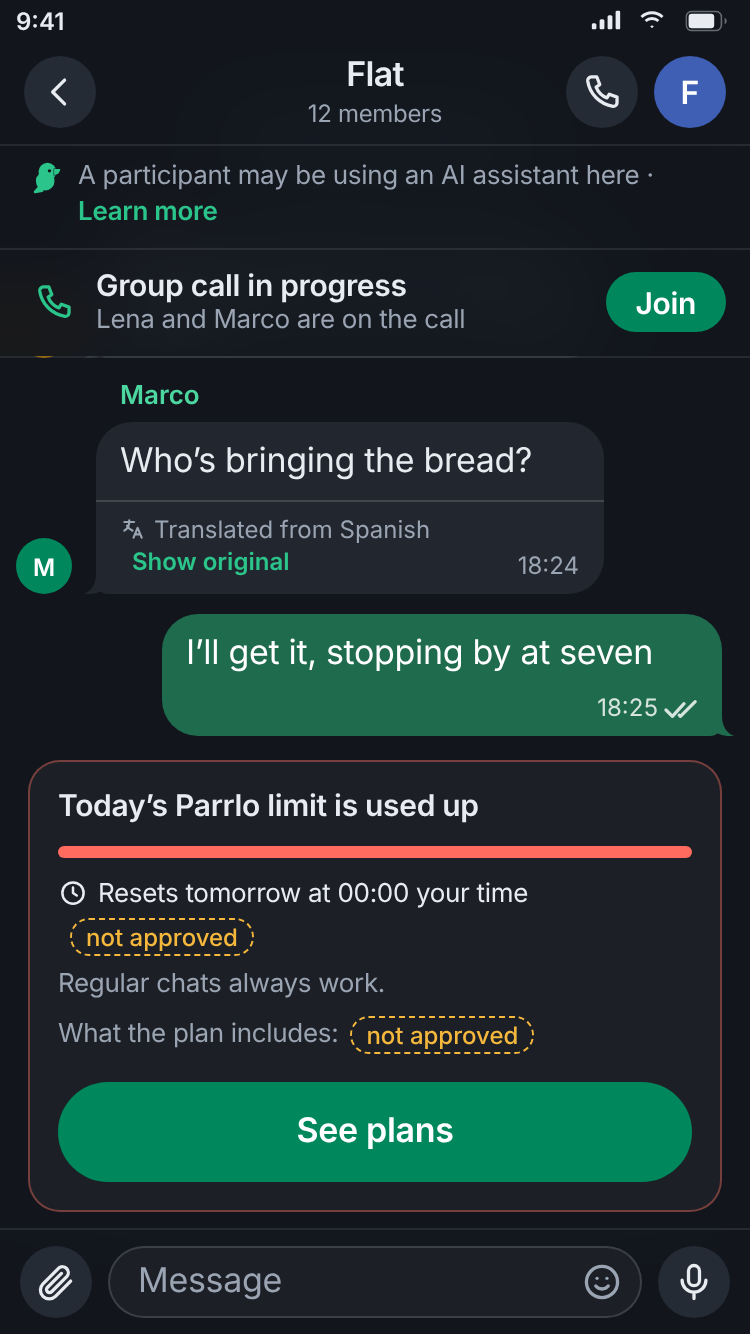 9:41
Flat
12 members
F
A participant may be using an AI assistant here ·
Learn more
Group call in progress
Lena and Marco are on the call
Join
Marco
Who’s bringing the bread?
Translated from Spanish
Show original
18:24
M
I’ll get it, stopping by at seven
18:25
Today’s Parrlo limit is used up
Resets tomorrow at 00:00 your time
not approved
Regular chats always work.
What the plan includes: not approved
See plans
Message